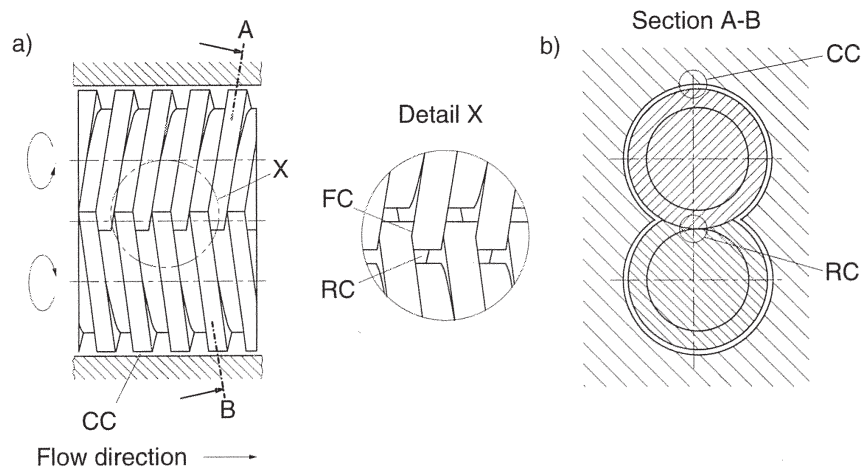 a)
A
X
B
CC
Flow direction
Detail X
FC
RC
b)
Section A-B
CC
RC